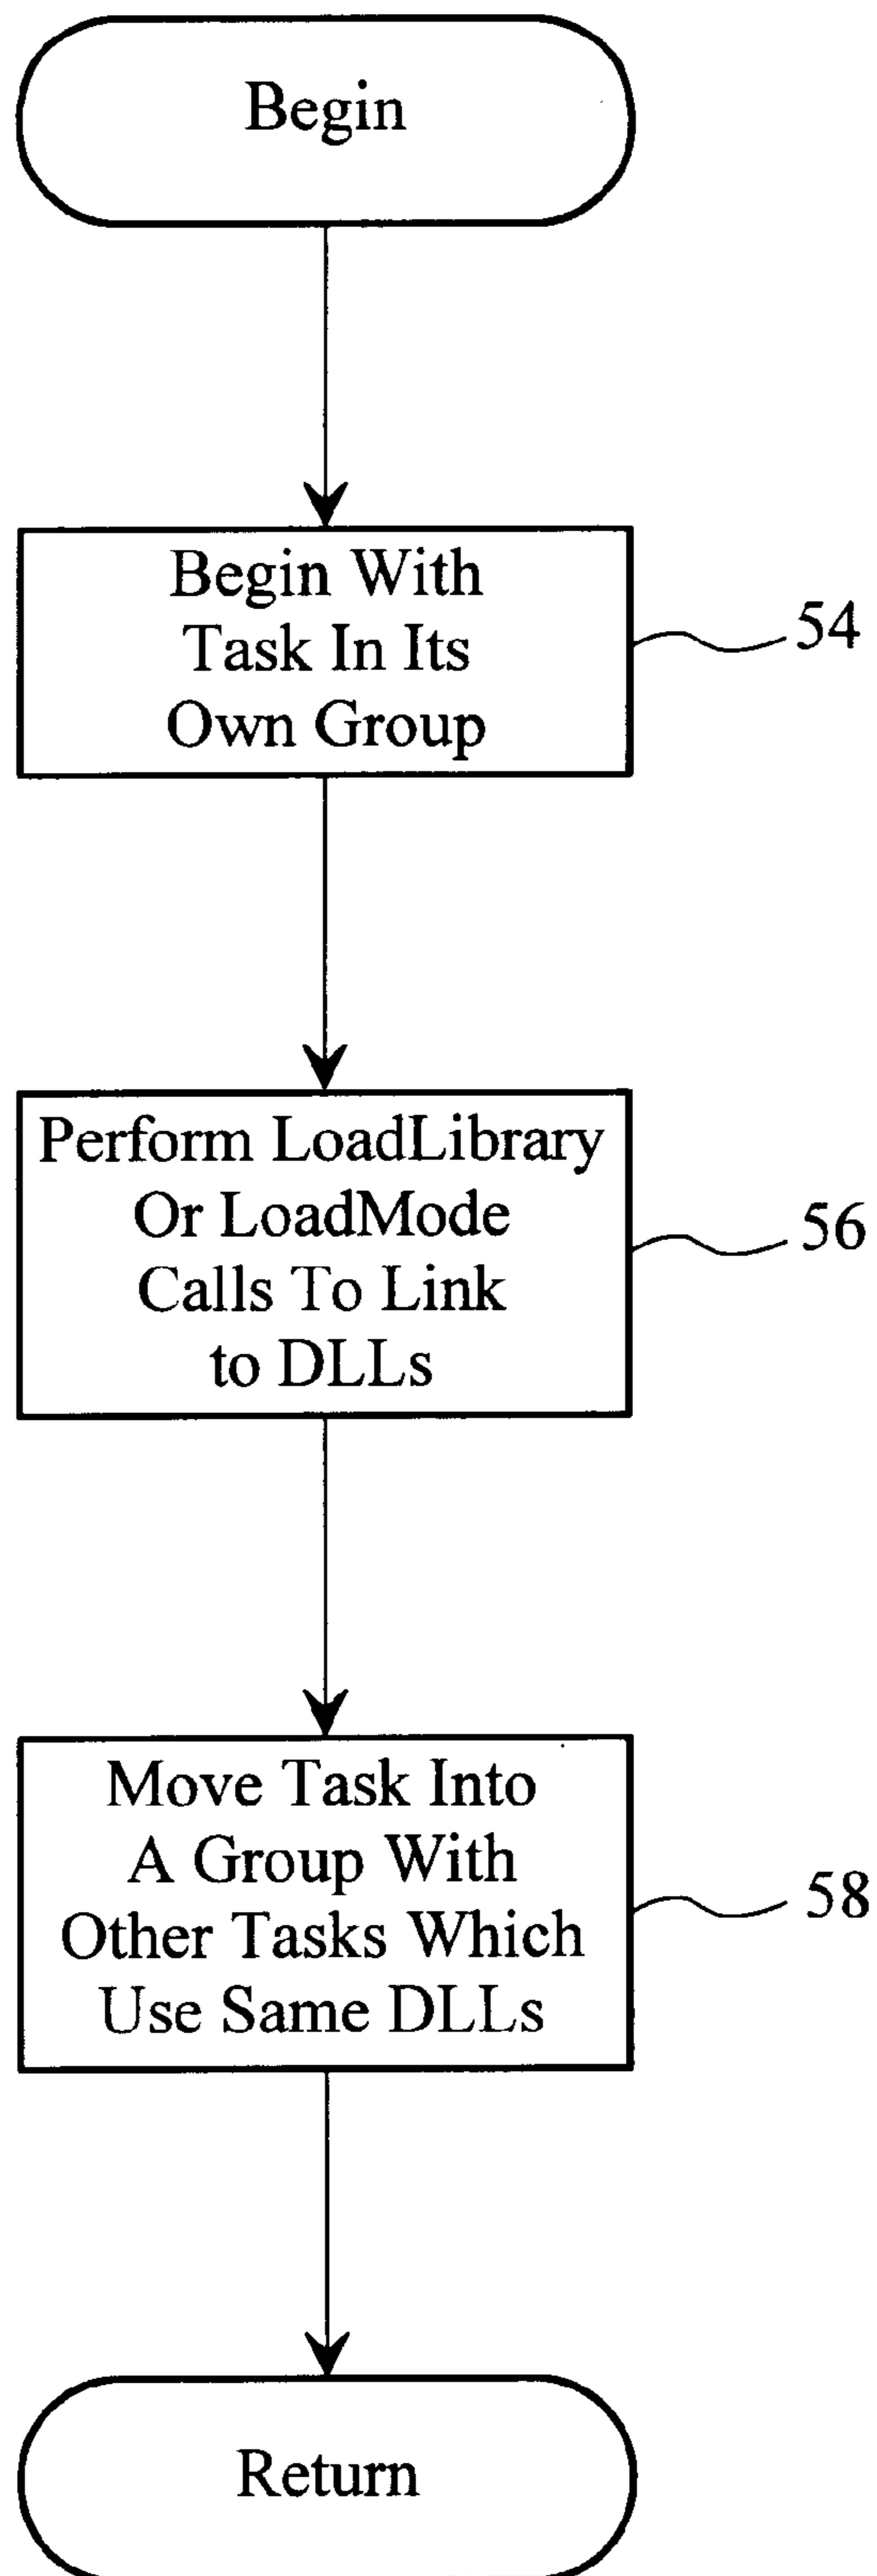 Begin
Begin With
Task In Its
Own Group
54
Perform LoadLibrary
Or LoadMode
Calls To Link
to DLLs
56
Move Task Into
A Group With
Other Tasks Which
Use Same DLLs
58
Return